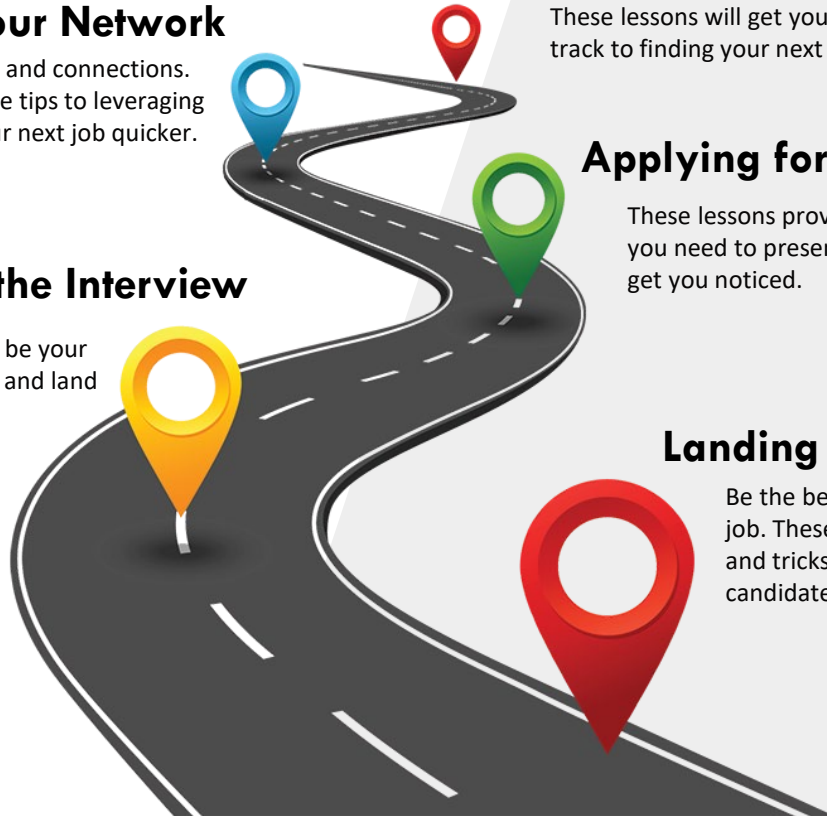 our Network
and connections.
e tips to leveraging
r next job quicker.
These lessons will get you
track to finding your next
Applying for
These lessons prov
you need to presen
get you noticed.
the Interview
be your
and land
Landing
Be the be
job. These
and tricks
candidate